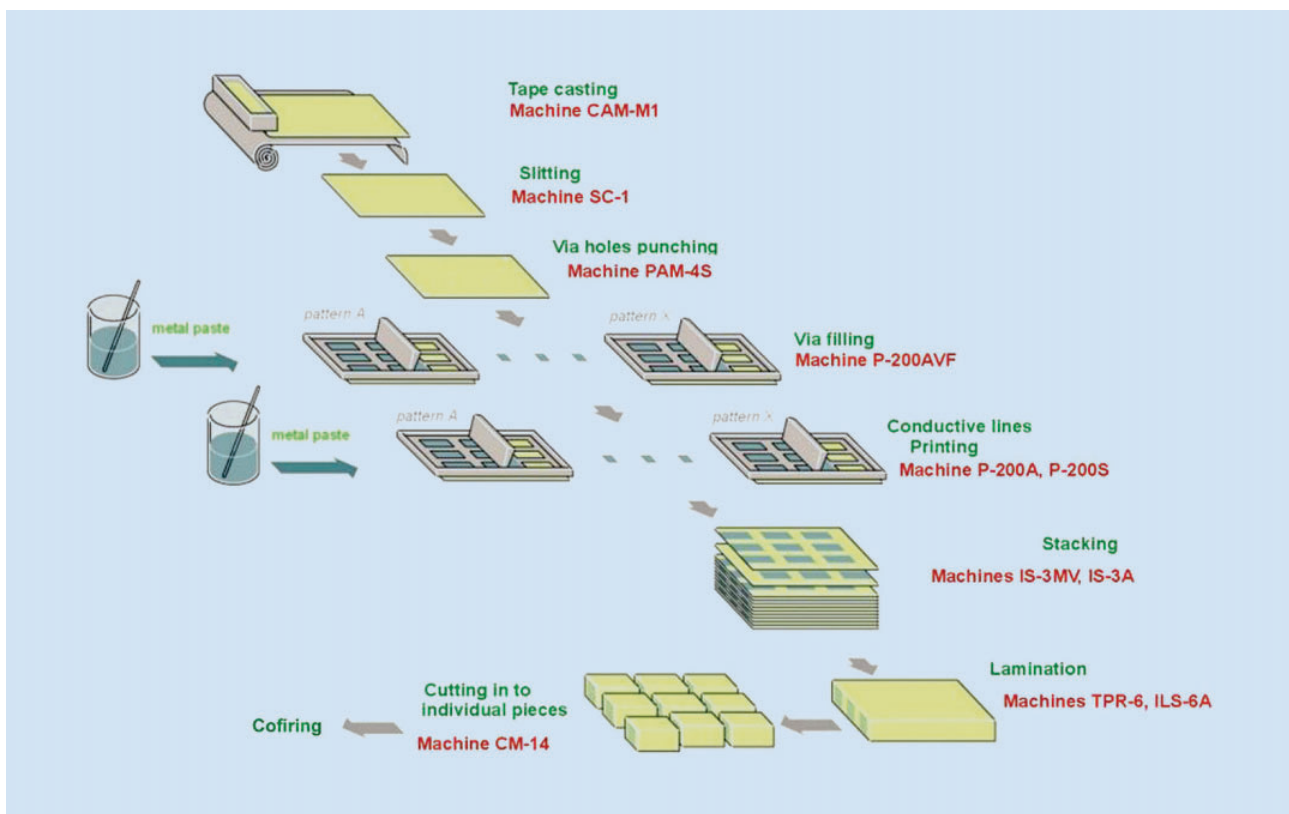 Tape casting
Machine CAM-M1
Slitting
Machine SC-1
Via holes punching
Machine PAM-4S
metal paste
pattern A
pattern X
Via filling
Machine P-200AVF
metal paste
pattern A
pattern X
Conductive lines
Printing
Machine P-200A, P-200S
Stacking
Machines IS-3MV, IS-3A
Lamination
Machines TPR-6, ILS-6A
Cutting in to
individual pieces
Machine CM-14
Cofiring